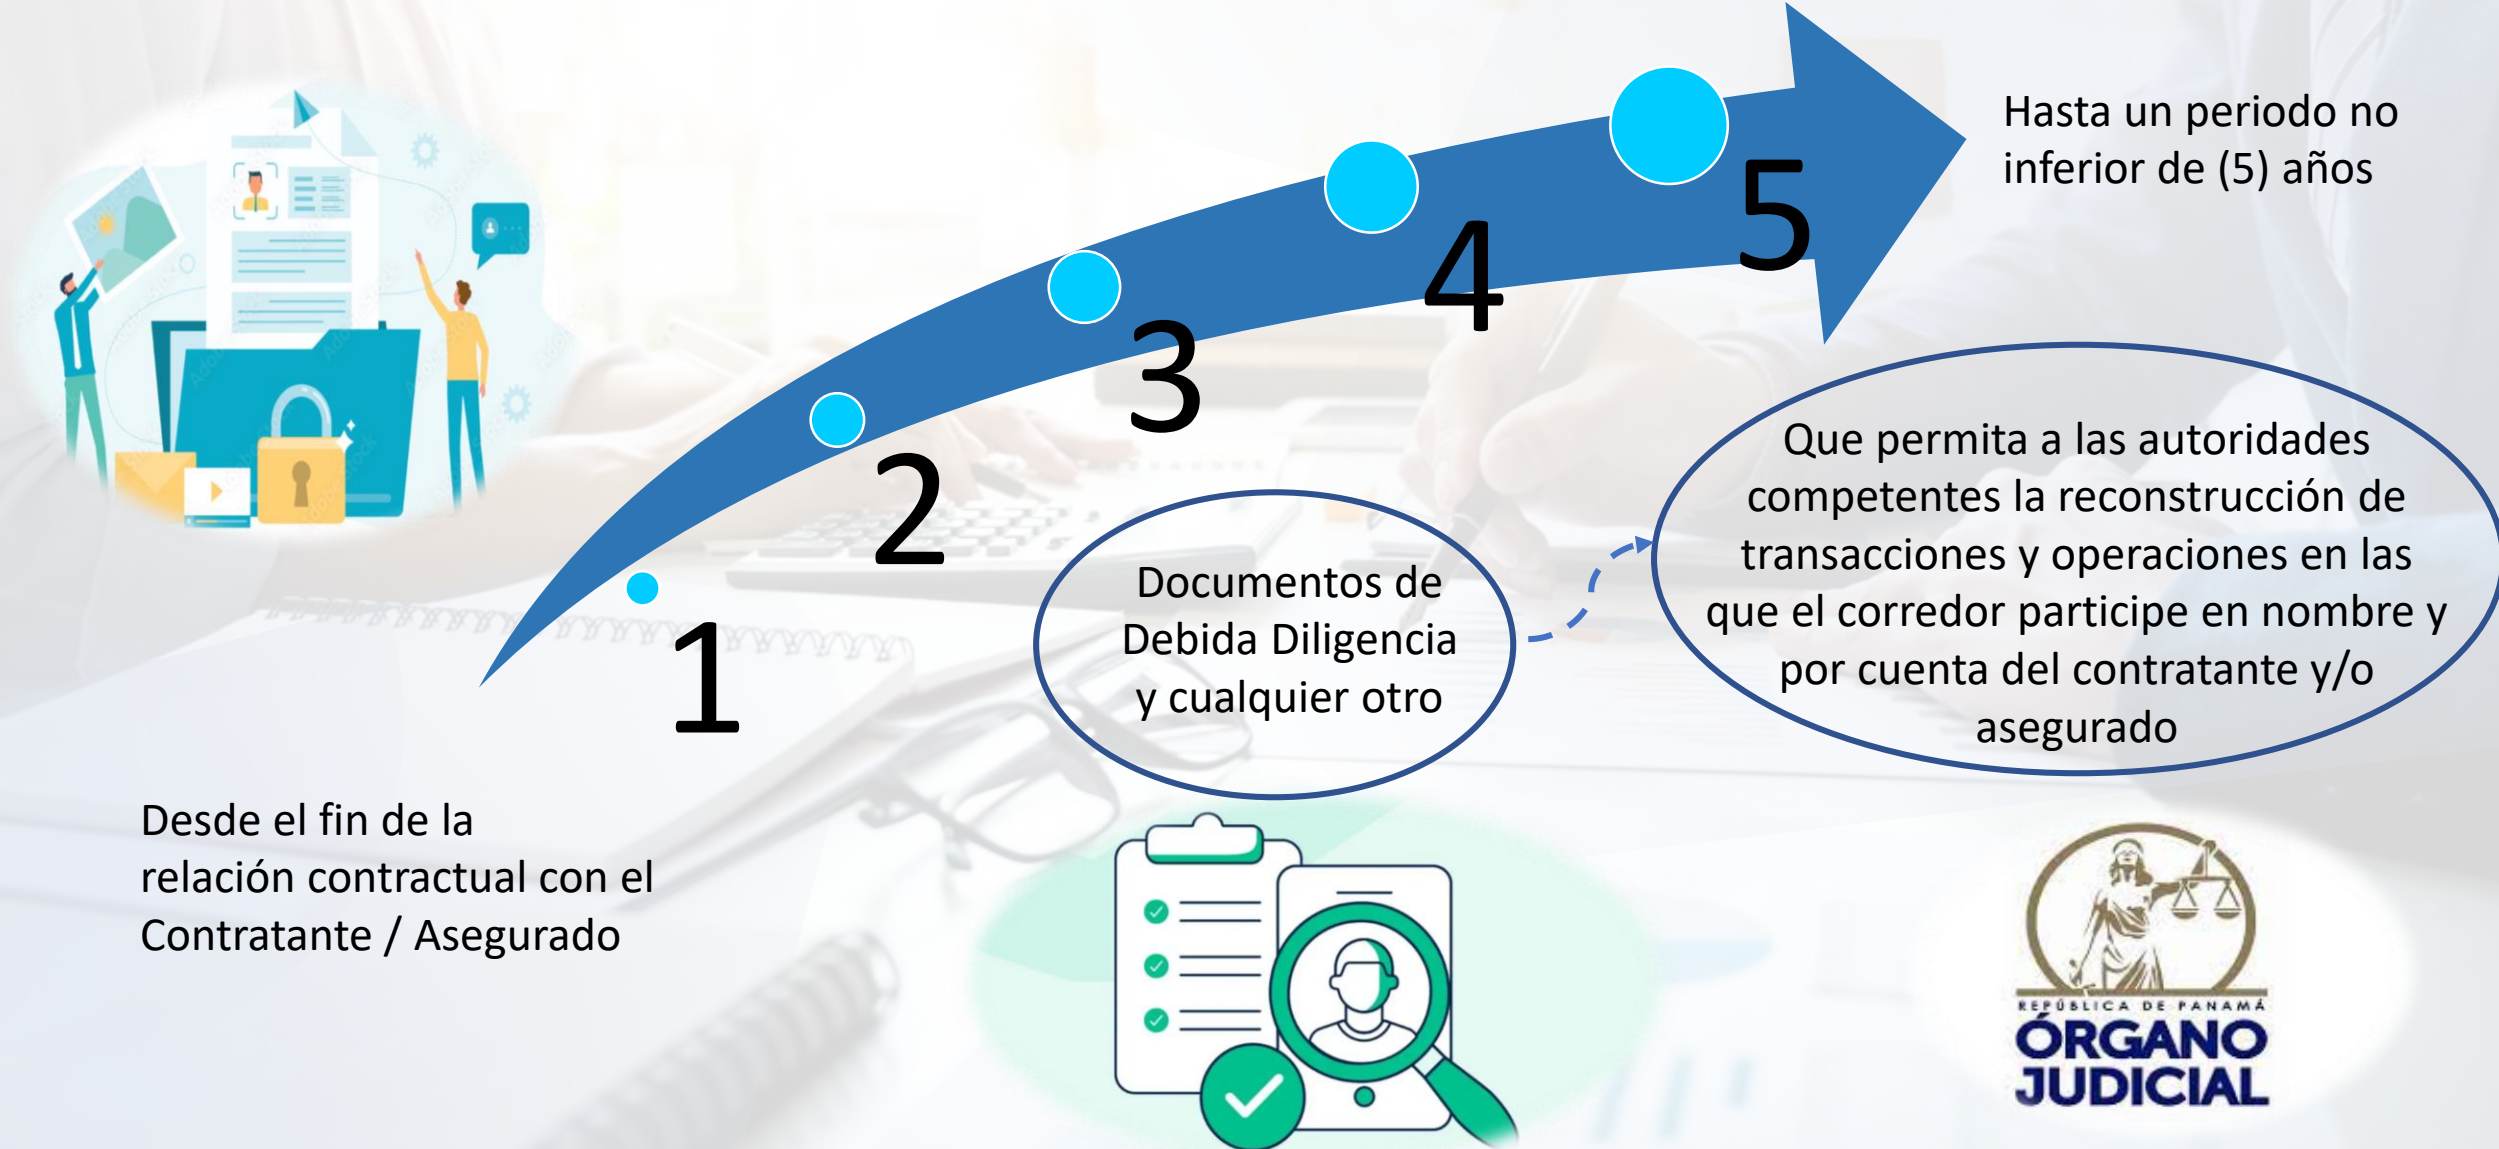 Hasta un periodo no
inferior de (5) años
5
4
3
2
1
Que permita a las autoridades
competentes la reconstrucción de
transacciones y operaciones en las
que el corredor participe en nombre y
por cuenta del contratante y/o
asegurado
Documentos de
Debida Diligencia
y cualquier otro
Desde el fin de la
relación contractual con el
Contratante / Asegurado
REPÚBLICA DE PANAMÁ
ÓRGANO
JUDICIAL